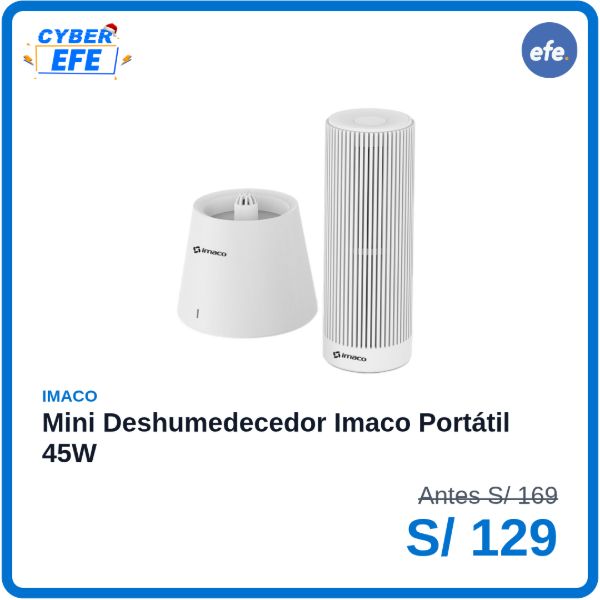 CYBER
EFE
efe.
imaco
imaco
IMACO
Mini Deshumedecedor Imaco Portátil
45W
Antes S/ 169
S/ 129